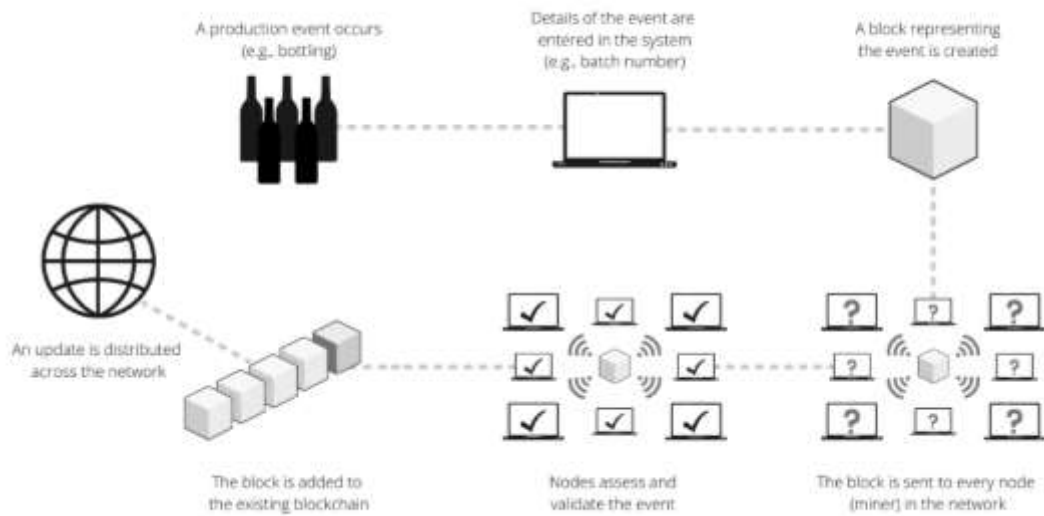 A production event occurs
(e.g., bottling)
Details of the event are
entered in the system
(e.g., batch number)
A block representing
the event is created
An update is distributed
across the network
The block is added to
the existing blockchain
Nodes assess and
validate the event
The block is sent to every node
(miner) in the network
?
?
?
?
?
?
?
?